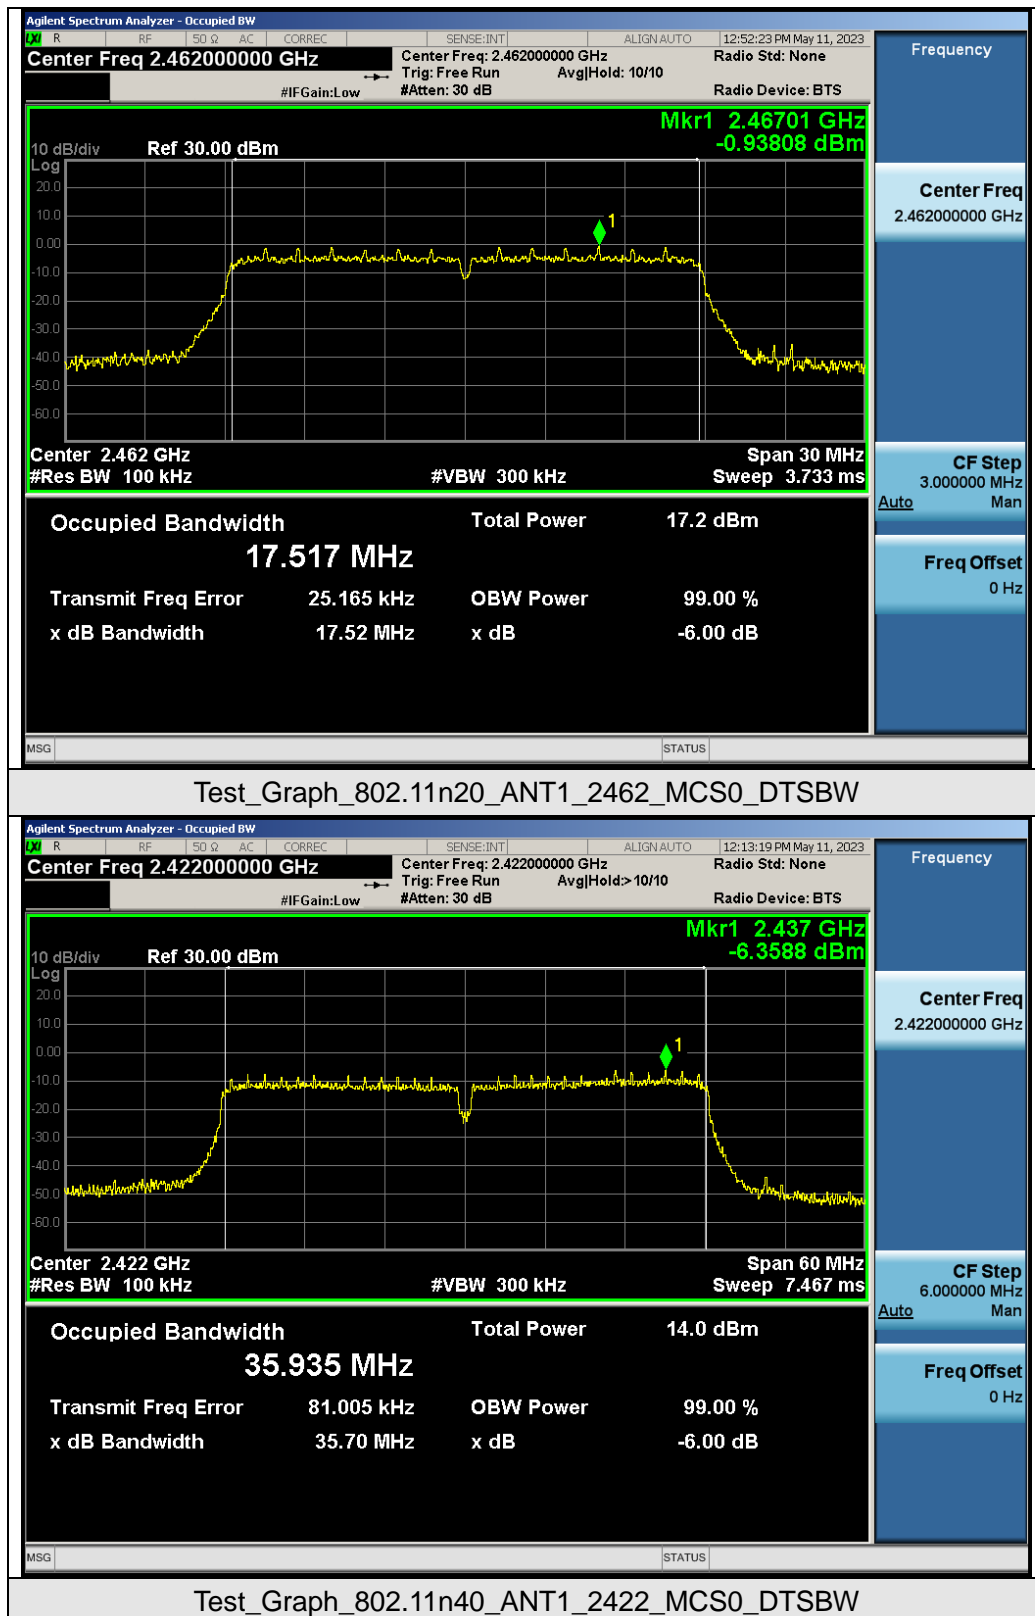 Agilent Spectrum Analyzer - Occupied BW
LXI R RF 50 Ω AC CORREC SENSE:INT ALIGN AUTO 12:52:23 PM May 11, 2023
Center Freq 2.462000000 GHz Center Freq: 2.462000000 GHz Radio Std: None
Trig: Free Run Avg|Hold: 10/10
#IFGain:Low #Atten: 30 dB Radio Device: BTS
Mkr1 2.46701 GHz
-0.93808 dBm
10 dB/div Ref 30.00 dBm
Log
20.0
10.0
1
0.00
-10.0
-20.0
-30.0
-40.0
-50.0
-60.0
Center 2.462 GHz Span 30 MHz
#Res BW 100 kHz #VBW 300 kHz Sweep 3.733 ms
Occupied Bandwidth Total Power 17.2 dBm
17.517 MHz
Transmit Freq Error 25.165 kHz OBW Power 99.00 %
x dB Bandwidth 17.52 MHz x dB -6.00 dB
MSG STATUS
Frequency
Center Freq
2.462000000 GHz
CF Step
3.000000 MHz
Auto Man
Freq Offset
0 Hz
Test_Graph_802.11n20_ANT1_2462_MCS0_DTSBW
Agilent Spectrum Analyzer - Occupied BW
LXI R RF 50 Ω AC CORREC SENSE:INT ALIGN AUTO 12:13:19 PM May 11, 2023
Center Freq 2.422000000 GHz Center Freq: 2.422000000 GHz Radio Std: None
Trig: Free Run Avg|Hold:> 10/10
#IFGain:Low #Atten: 30 dB Radio Device: BTS
Mkr1 2.437 GHz
-6.3588 dBm
10 dB/div Ref 30.00 dBm
Log
20.0
10.0
0.00
1
-10.0
-20.0
-30.0
-40.0
-50.0
-60.0
Center 2.422 GHz Span 60 MHz
#Res BW 100 kHz #VBW 300 kHz Sweep 7.467 ms
Occupied Bandwidth Total Power 14.0 dBm
35.935 MHz
Transmit Freq Error 81.005 kHz OBW Power 99.00 %
x dB Bandwidth 35.70 MHz x dB -6.00 dB
MSG STATUS
Frequency
Center Freq
2.422000000 GHz
CF Step
6.000000 MHz
Auto Man
Freq Offset
0 Hz
Test_Graph_802.11n40_ANT1_2422_MCS0_DTSBW